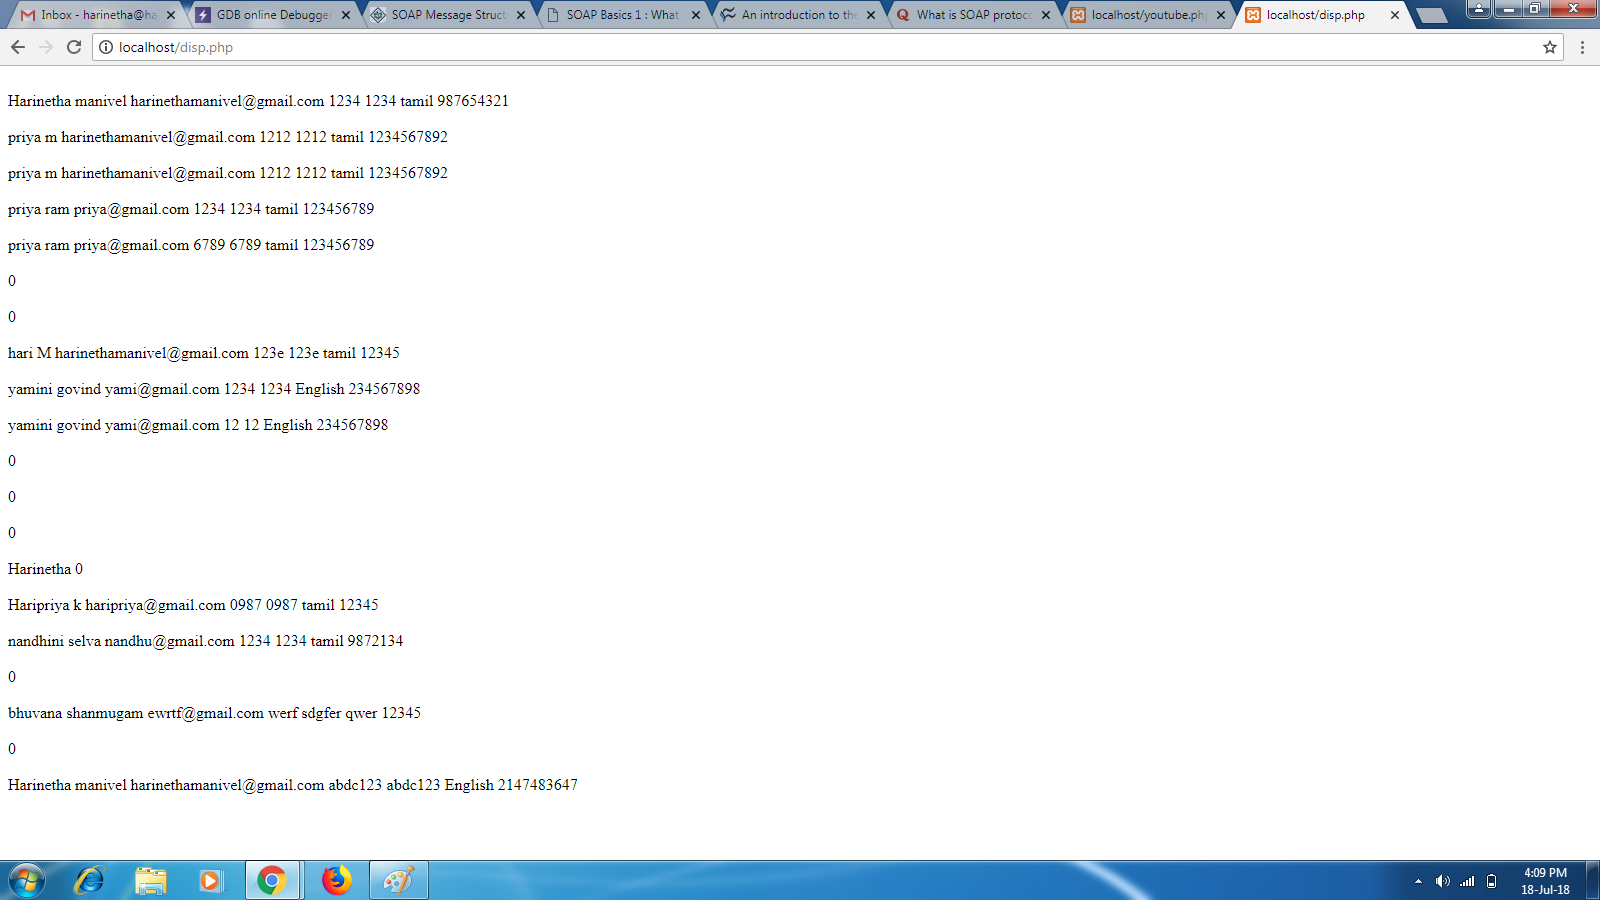 Inbox - harinetha@ha
GDB online Debugger
SOAP Message Struct
SOAP Basics 1 : What
An introduction to the
What is SOAP protoco
localhost/youtube.php
localhost/disp.php
localhost/disp.php
Harinetha manivel harinethamanivel@gmail.com 1234 1234 tamil 987654321
priya m harinethamanivel@gmail.com 1212 1212 tamil 1234567892
priya m harinethamanivel@gmail.com 1212 1212 tamil 1234567892
priya ram priya@gmail.com 1234 1234 tamil 123456789
priya ram priya@gmail.com 6789 6789 tamil 123456789
0
0
hari M harinethamanivel@gmail.com 123e 123e tamil 12345
yamini govind yami@gmail.com 1234 1234 English 234567898
yamini govind yami@gmail.com 12 12 English 234567898
0
0
0
Harinetha 0
Haripriya k haripriya@gmail.com 0987 0987 tamil 12345
nandhini selva nandhu@gmail.com 1234 1234 tamil 9872134
0
bhuvana shanmugam ewrtf@gmail.com werf sdgfer qwer 12345
0
Harinetha manivel harinethamanivel@gmail.com abdc123 abdc123 English 2147483647
4:09 PM
18-Jul-18